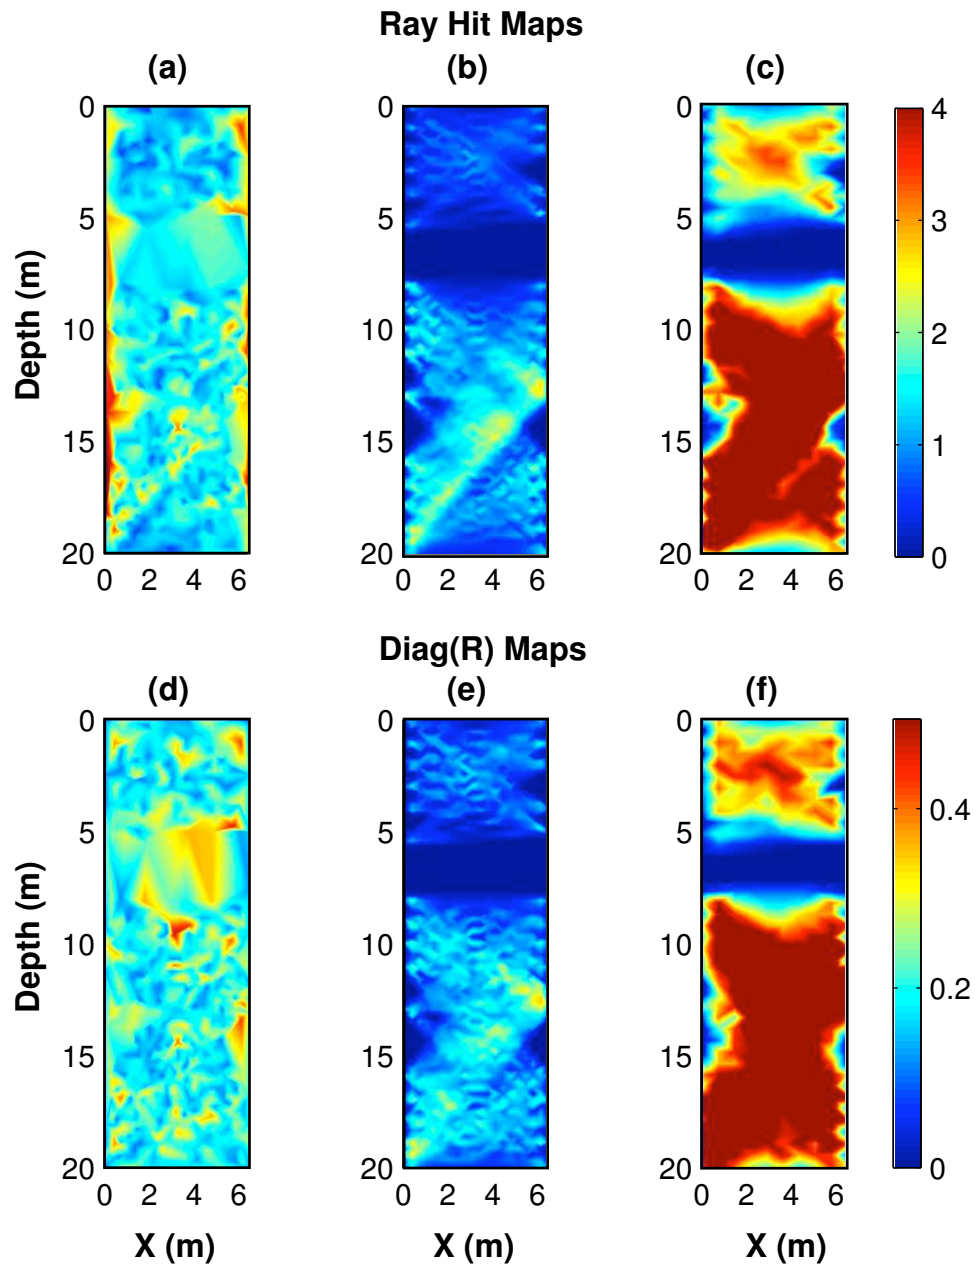 Ray Hit Maps
(a) (b) (c)
0 0 0 4
5 5 5 3
Depth (m)
10 10 10 2
15 15 15 1
20 20 20 0
0 2 4 6 0 2 4 6 0 2 4 6
Diag(R) Maps
(d) (e) (f)
0 0 0
5 5 5 0.4
Depth (m)
10 10 10 0.2
15 15 15
20 20 20 0
0 2 4 6 0 2 4 6 0 2 4 6
X (m) X (m) X (m)